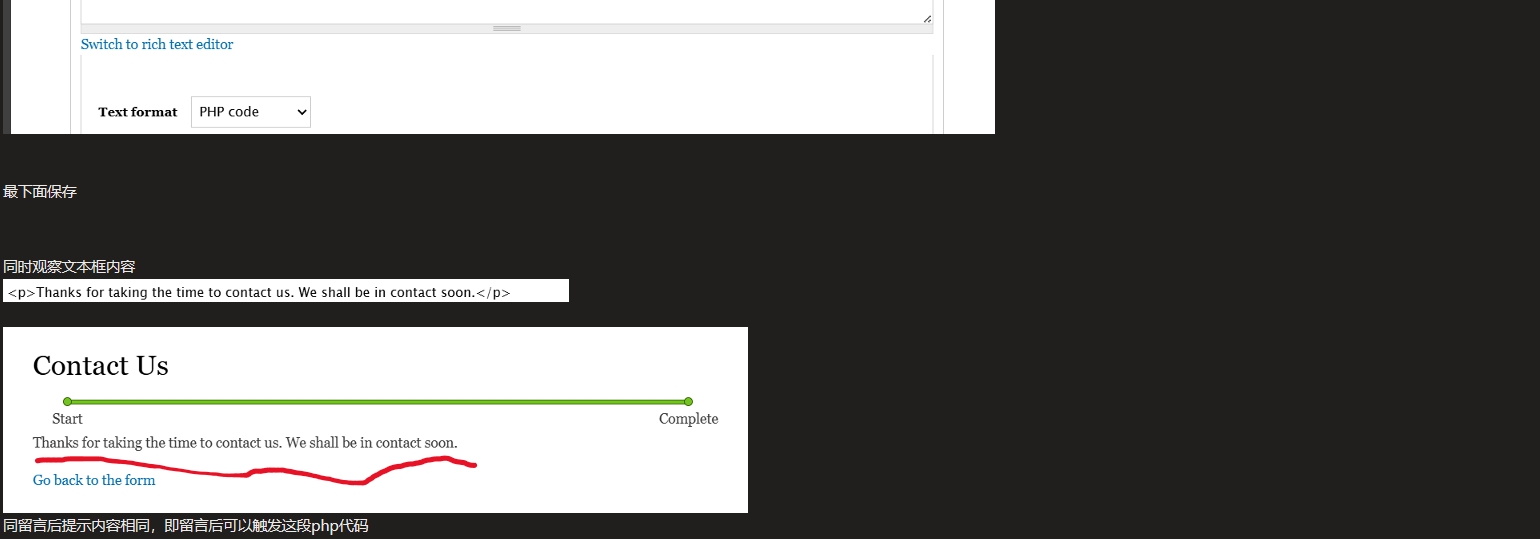 Switch to rich text editor
Text format PHP code
最下面保存
同时观察文本框内容
<p>Thanks for taking the time to contact us. We shall be in contact soon.</p>
Contact Us
Start Complete
Thanks for taking the time to contact us. We shall be in contact soon.
Go back to the form
同留言后提示内容相同，即留言后可以触发这段php代码